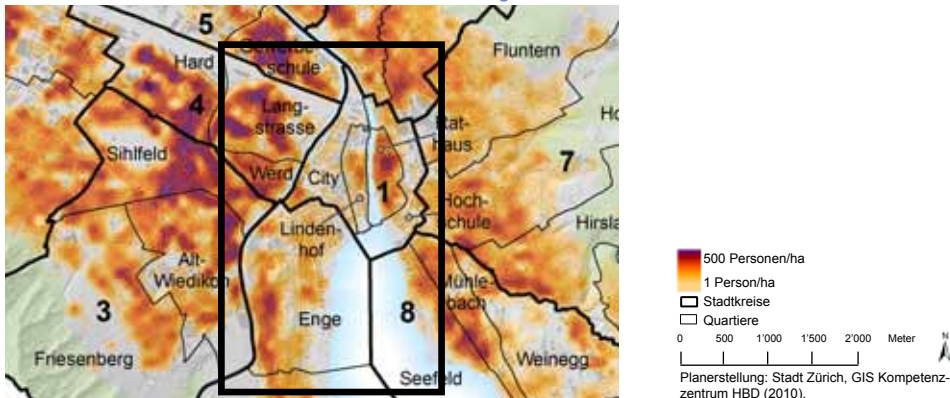 5
Gewerbe-
schule
Fluntern
Hard
4
Lang-
strasse
Rat-
haus
Ho
7
Sihlfeld
Werd
City
1
Hoch-
schule
Hirsla
Linden-
hof
Alt-
Wiedikon
Mühle-
bach
3
Enge
8
Friesenberg
Seefeld
Weinegg
500 Personen/ha
1 Person/ha
Stadtkreise
Quartiere
0 500 1'000 1'500 2'000 Meter
N
Planerstellung: Stadt Zürich, GIS Kompetenz-
zentrum HBD (2010).